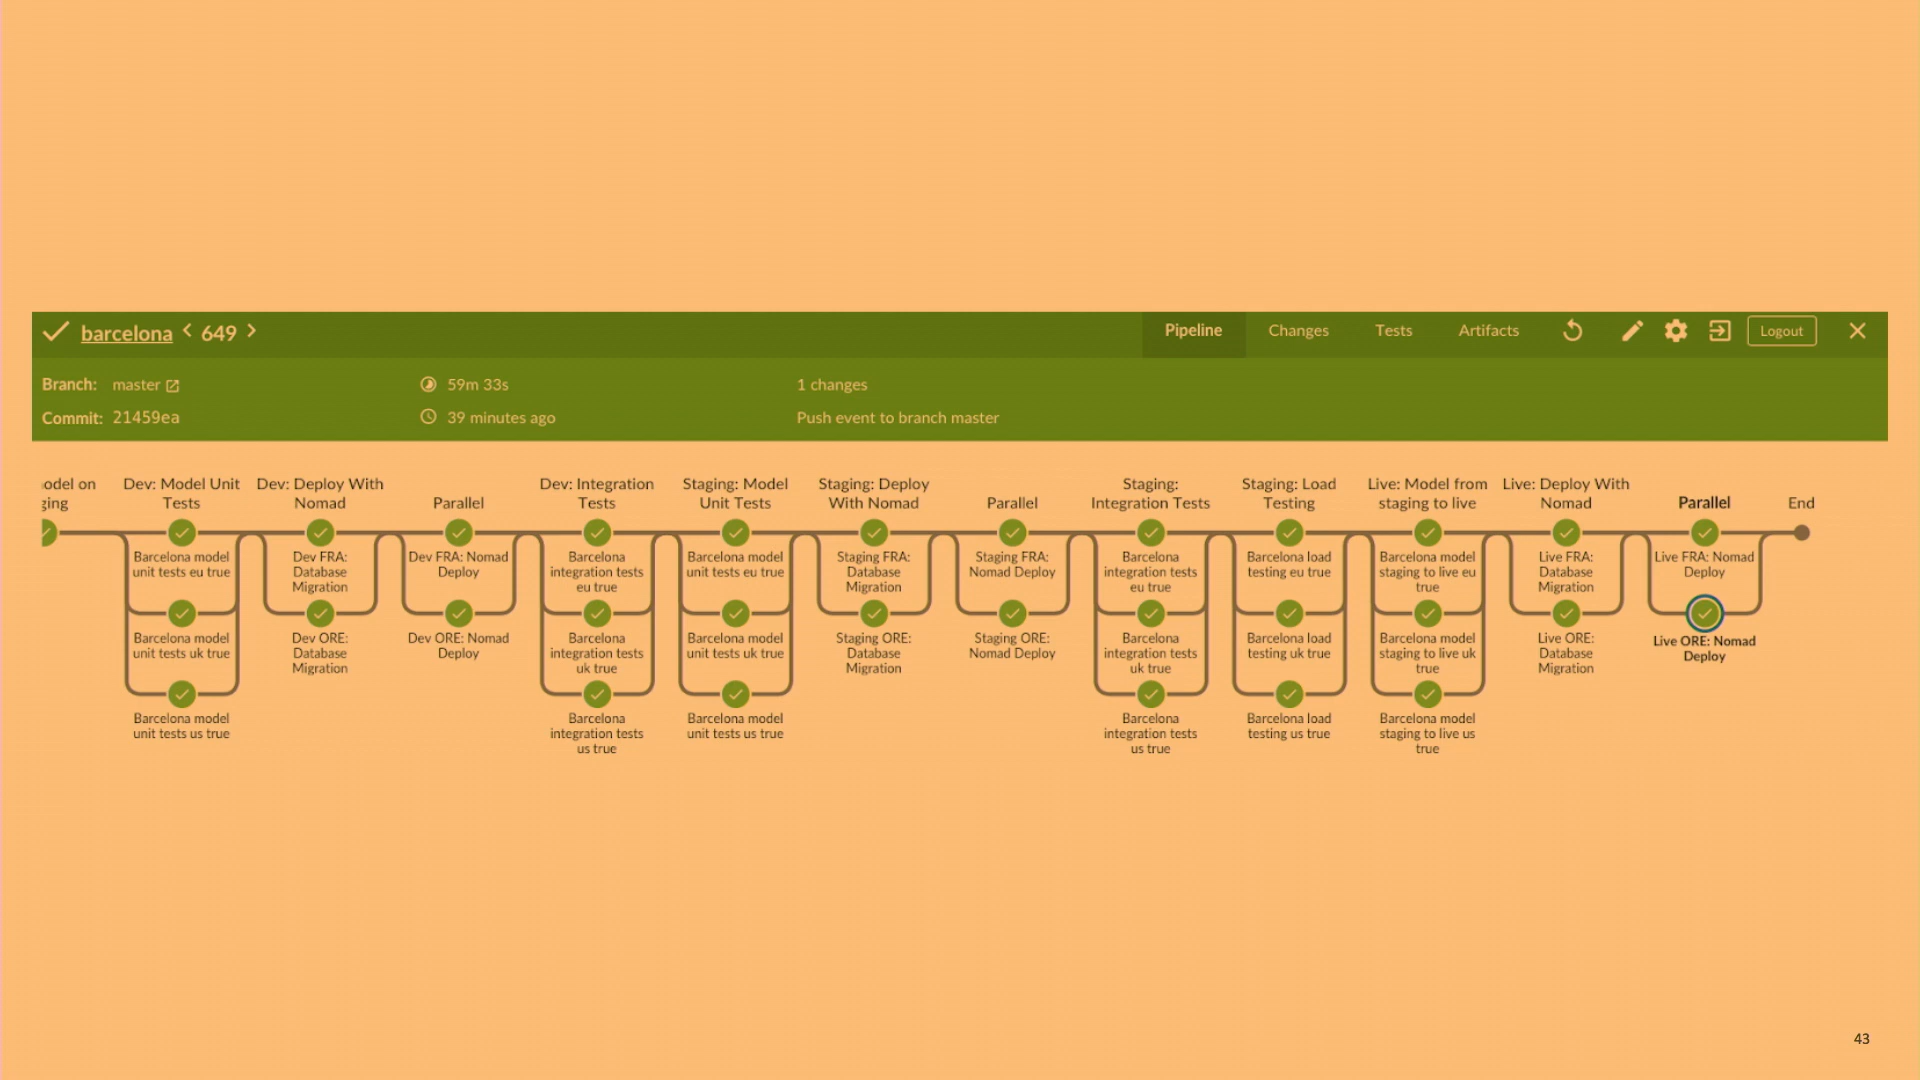 barcelona < 649 >
Pipeline
Changes
Tests
Artifacts
Logout
Branch: master
59m 33s
1 changes
Commit: 21459ea
39 minutes ago
Push event to branch master
odel on
ging
Dev: Model Unit
Tests
Barcelona model
unit tests eu true
Barcelona model
unit tests uk true
Barcelona model
unit tests us true
Dev: Deploy With
Nomad
Dev FRA:
Database
Migration
Dev ORE:
Database
Migration
Parallel
Dev FRA: Nomad
Deploy
Dev ORE: Nomad
Deploy
Dev: Integration
Tests
Barcelona
integration tests
eu true
Barcelona
integration tests
uk true
Barcelona
integration tests
us true
Staging: Model
Unit Tests
Barcelona model
unit tests eu true
Barcelona model
unit tests uk true
Barcelona model
unit tests us true
Staging: Deploy
With Nomad
Staging FRA:
Database
Migration
Staging ORE:
Database
Migration
Parallel
Staging FRA:
Nomad Deploy
Staging ORE:
Nomad Deploy
Staging:
Integration Tests
Barcelona
integration tests
eu true
Barcelona
integration tests
uk true
Barcelona
integration tests
us true
Staging: Load
Testing
Barcelona load
testing eu true
Barcelona load
testing uk true
Barcelona load
testing us true
Live: Model from
staging to live
Barcelona model
staging to live eu
true
Barcelona model
staging to live uk
true
Barcelona model
staging to live us
true
Live: Deploy With
Nomad
Live FRA:
Database
Migration
Live ORE:
Database
Migration
Parallel
Live FRA: Nomad
Deploy
Live ORE: Nomad
Deploy
End
43